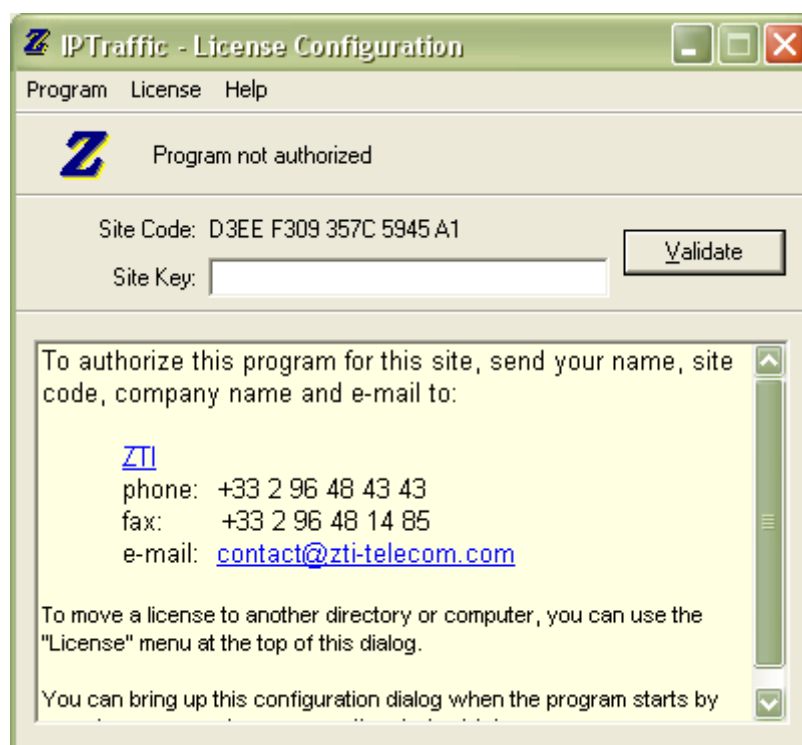 IPTraffic - License Configuration
Program License Help
Program not authorized
Site Code: D3EE F309 357C 5945 A1
Validate
Site Key:
To authorize this program for this site, send your name, site
code, company name and e-mail to:
ZTI
phone: +33 2 96 48 43 43
fax: +33 2 96 48 14 85
e-mail: contact@zti-telecom.com
To move a license to another directory or computer, you can use the
"License" menu at the top of this dialog.
You can bring up this configuration dialog when the program starts by